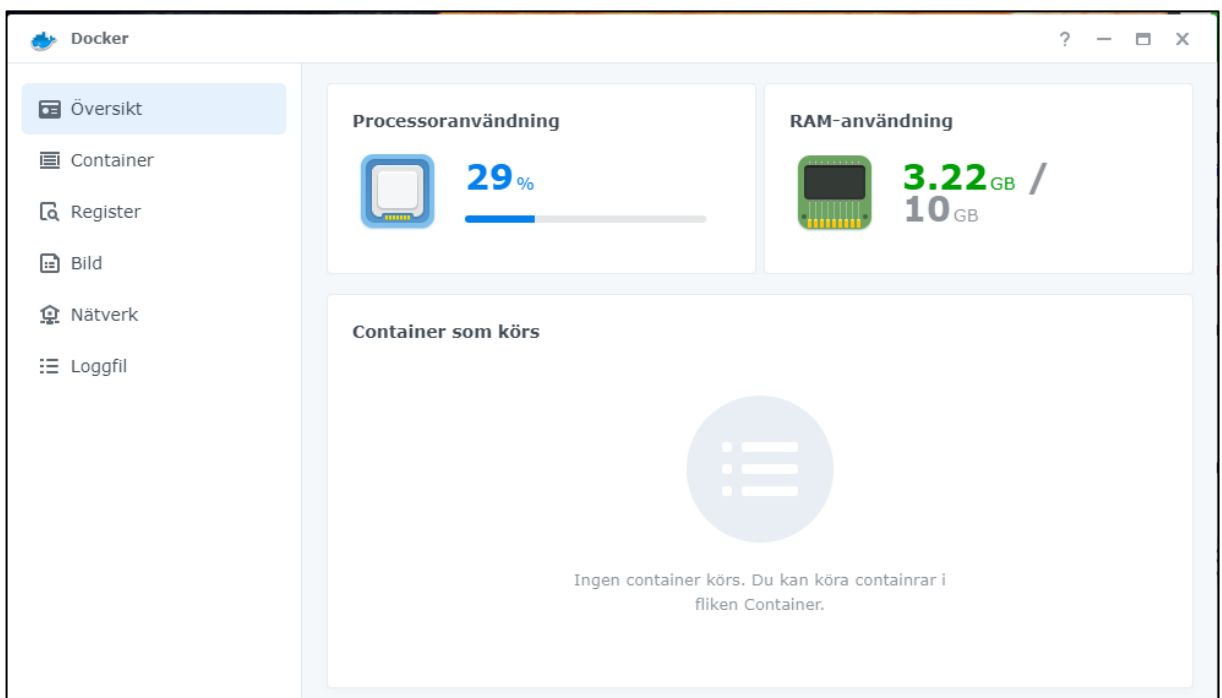 Docker
?
Översikt
Container
Register
Bild
Nätverk
Loggfil
Processoranvändning
29 %
RAM-användning
3.22 GB /
10 GB
Container som körs
Ingen container körs. Du kan köra containrar i
fliken Container.